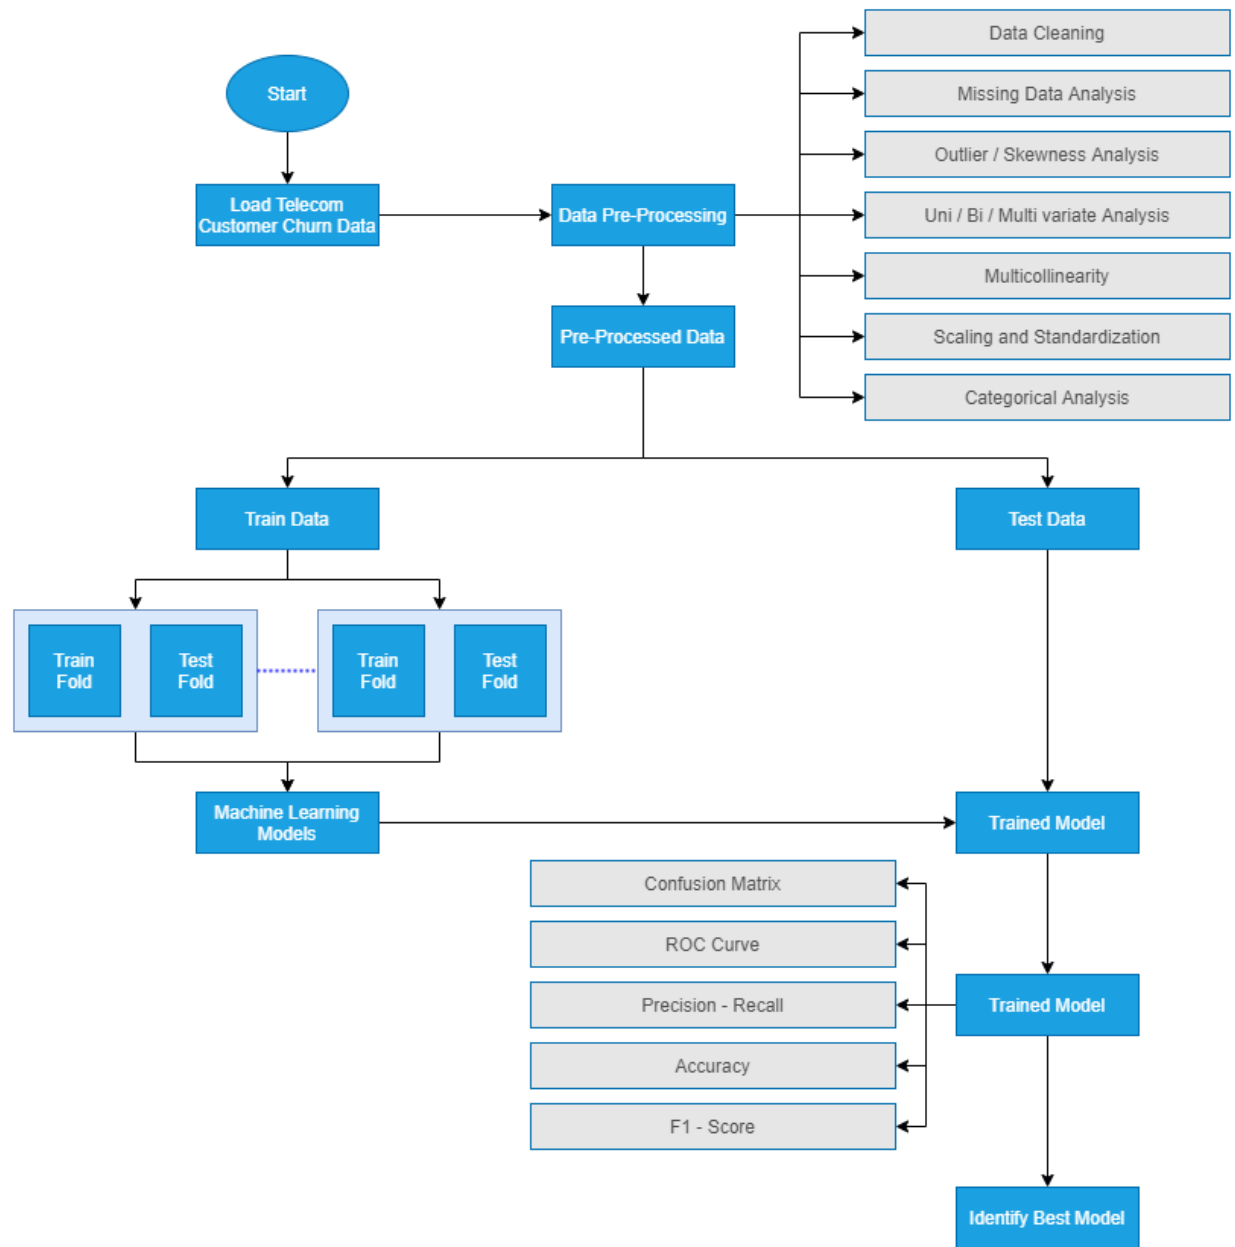 Start
Load Telecom
Customer Churn Data
Data Pre-Processing
Data Cleaning
Missing Data Analysis
Outlier / Skewness Analysis
Uni / Bi / Multi variate Analysis
Multicollinearity
Scaling and Standardization
Categorical Analysis
Pre-Processed Data
Train Data
Test Data
Train
Fold
Test
Fold
Train
Fold
Test
Fold
Machine Learning
Models
Trained Model
Confusion Matrix
ROC Curve
Precision - Recall
Accuracy
F1 - Score
Trained Model
Identify Best Model